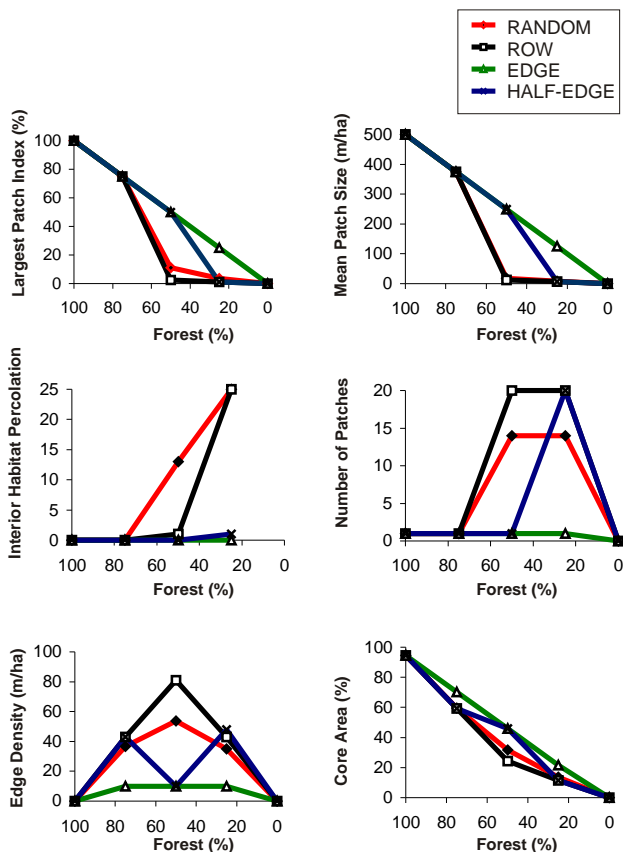 RANDOM
ROW
EDGE
HALF-EDGE
Largest Patch Index (%)
100
80
60
40
20
0
100 80 60 40 20 0
Forest (%)
Mean Patch Size (m/ha)
500
400
300
200
100
0
100 80 60 40 20 0
Forest (%)
Interior Habitat Percolation
25
20
15
10
5
0
100 80 60 40 20 0
Forest (%)
Number of Patches
20
15
10
5
0
100 80 60 40 20 0
Forest (%)
Edge Density (m/ha)
100
80
60
40
20
0
100 80 60 40 20 0
Forest (%)
Core Area (%)
100
80
60
40
20
0
100 80 60 40 20 0
Forest (%)